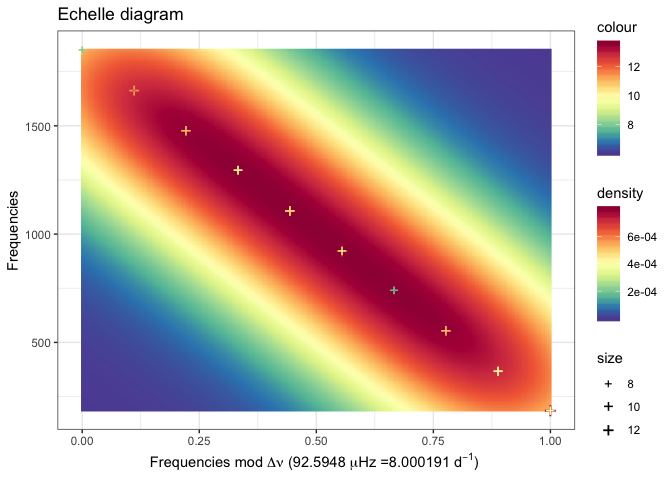 Echelle diagram
Frequencies
1500
1000
500
0.00 0.25 0.50 0.75 1.00
Frequencies mod Δν (92.5948 μHz =8.000191 d⁻¹)
colour
12
10
8
density
6e-04
4e-04
2e-04
size
8
10
12